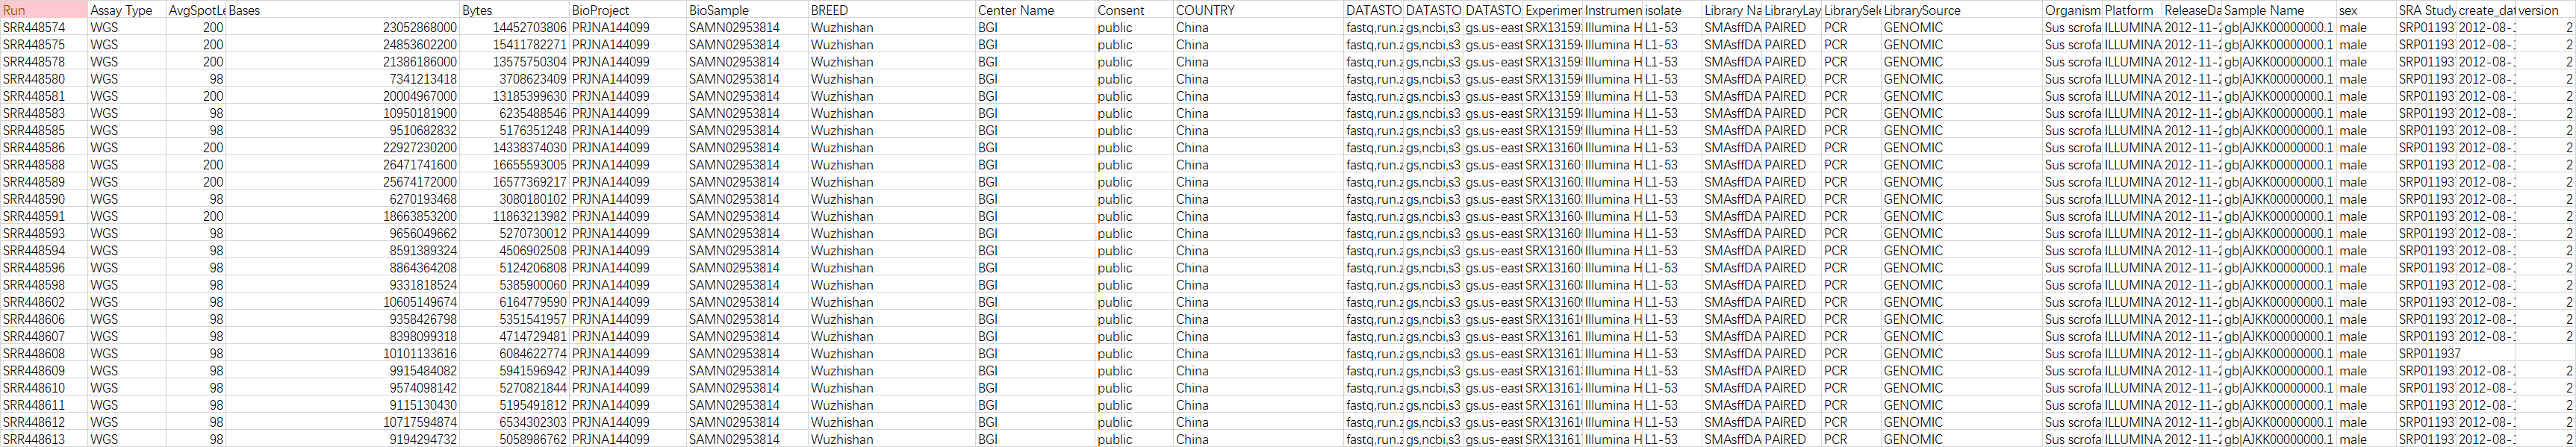 Run Assay Type AvgSpotLe Bases Bytes BioProject BioSample BREED Center Name Consent COUNTRY DATASTO DATASTO DATASTO Experimen Instrumen isolate Library Na LibraryLay LibrarySele LibrarySource Organism Platform ReleaseDa Sample Name sex SRA Study create_dat version
SRR448574 WGS 200 23052868000 14452703806 PRJNA144099 SAMN02953814 Wuzhishan BGI public China fastq,run.z gs,ncbi,s3 gs.us-east SRX13159 Illumina H L1-53 SMAsffDA PAIRED PCR GENOMIC Sus scrofa ILLUMINA 2012-11-2 gb|AJKK00000000.1 male SRP01193 2012-08-1 2
SRR448575 WGS 200 24853602200 15411782271 PRJNA144099 SAMN02953814 Wuzhishan BGI public China fastq,run.z gs,ncbi,s3 gs.us-east SRX13159 Illumina H L1-53 SMAsffDA PAIRED PCR GENOMIC Sus scrofa ILLUMINA 2012-11-2 gb|AJKK00000000.1 male SRP01193 2012-08-1 2
SRR448578 WGS 200 21386186000 13575750304 PRJNA144099 SAMN02953814 Wuzhishan BGI public China fastq,run.z gs,ncbi,s3 gs.us-east SRX13159 Illumina H L1-53 SMAsffDA PAIRED PCR GENOMIC Sus scrofa ILLUMINA 2012-11-2 gb|AJKK00000000.1 male SRP01193 2012-08-1 2
SRR448580 WGS 98 7341213418 3708623409 PRJNA144099 SAMN02953814 Wuzhishan BGI public China fastq,run.z gs,ncbi,s3 gs.us-east SRX13159 Illumina H L1-53 SMAsffDA PAIRED PCR GENOMIC Sus scrofa ILLUMINA 2012-11-2 gb|AJKK00000000.1 male SRP01193 2012-08-1 2
SRR448581 WGS 200 20004967000 13185399630 PRJNA144099 SAMN02953814 Wuzhishan BGI public China fastq,run.z gs,ncbi,s3 gs.us-east SRX13159 Illumina H L1-53 SMAsffDA PAIRED PCR GENOMIC Sus scrofa ILLUMINA 2012-11-2 gb|AJKK00000000.1 male SRP01193 2012-08-1 2
SRR448583 WGS 98 10950181900 6235488546 PRJNA144099 SAMN02953814 Wuzhishan BGI public China fastq,run.z gs,ncbi,s3 gs.us-east SRX13159 Illumina H L1-53 SMAsffDA PAIRED PCR GENOMIC Sus scrofa ILLUMINA 2012-11-2 gb|AJKK00000000.1 male SRP01193 2012-08-1 2
SRR448585 WGS 98 9510682832 5176351248 PRJNA144099 SAMN02953814 Wuzhishan BGI public China fastq,run.z gs,ncbi,s3 gs.us-east SRX13159 Illumina H L1-53 SMAsffDA PAIRED PCR GENOMIC Sus scrofa ILLUMINA 2012-11-2 gb|AJKK00000000.1 male SRP01193 2012-08-1 2
SRR448586 WGS 200 22927230200 14338374030 PRJNA144099 SAMN02953814 Wuzhishan BGI public China fastq,run.z gs,ncbi,s3 gs.us-east SRX13160 Illumina H L1-53 SMAsffDA PAIRED PCR GENOMIC Sus scrofa ILLUMINA 2012-11-2 gb|AJKK00000000.1 male SRP01193 2012-08-1 2
SRR448588 WGS 200 26471741600 16655593005 PRJNA144099 SAMN02953814 Wuzhishan BGI public China fastq,run.z gs,ncbi,s3 gs.us-east SRX13160 Illumina H L1-53 SMAsffDA PAIRED PCR GENOMIC Sus scrofa ILLUMINA 2012-11-2 gb|AJKK00000000.1 male SRP01193 2012-08-1 2
SRR448589 WGS 200 25674172000 16577369217 PRJNA144099 SAMN02953814 Wuzhishan BGI public China fastq,run.z gs,ncbi,s3 gs.us-east SRX13160 Illumina H L1-53 SMAsffDA PAIRED PCR GENOMIC Sus scrofa ILLUMINA 2012-11-2 gb|AJKK00000000.1 male SRP01193 2012-08-1 2
SRR448590 WGS 98 6270193468 3080180102 PRJNA144099 SAMN02953814 Wuzhishan BGI public China fastq,run.z gs,ncbi,s3 gs.us-east SRX13160 Illumina H L1-53 SMAsffDA PAIRED PCR GENOMIC Sus scrofa ILLUMINA 2012-11-2 gb|AJKK00000000.1 male SRP01193 2012-08-1 2
SRR448591 WGS 200 18663853200 11863213982 PRJNA144099 SAMN02953814 Wuzhishan BGI public China fastq,run.z gs,ncbi,s3 gs.us-east SRX13160 Illumina H L1-53 SMAsffDA PAIRED PCR GENOMIC Sus scrofa ILLUMINA 2012-11-2 gb|AJKK00000000.1 male SRP01193 2012-08-1 2
SRR448593 WGS 98 9656049662 5270730012 PRJNA144099 SAMN02953814 Wuzhishan BGI public China fastq,run.z gs,ncbi,s3 gs.us-east SRX13160 Illumina H L1-53 SMAsffDA PAIRED PCR GENOMIC Sus scrofa ILLUMINA 2012-11-2 gb|AJKK00000000.1 male SRP01193 2012-08-1 2
SRR448594 WGS 98 8591389324 4506902508 PRJNA144099 SAMN02953814 Wuzhishan BGI public China fastq,run.z gs,ncbi,s3 gs.us-east SRX13160 Illumina H L1-53 SMAsffDA PAIRED PCR GENOMIC Sus scrofa ILLUMINA 2012-11-2 gb|AJKK00000000.1 male SRP01193 2012-08-1 2
SRR448596 WGS 98 8864364208 5124206808 PRJNA144099 SAMN02953814 Wuzhishan BGI public China fastq,run.z gs,ncbi,s3 gs.us-east SRX13160 Illumina H L1-53 SMAsffDA PAIRED PCR GENOMIC Sus scrofa ILLUMINA 2012-11-2 gb|AJKK00000000.1 male SRP01193 2012-08-1 2
SRR448598 WGS 98 9331818524 5385900060 PRJNA144099 SAMN02953814 Wuzhishan BGI public China fastq,run.z gs,ncbi,s3 gs.us-east SRX13160 Illumina H L1-53 SMAsffDA PAIRED PCR GENOMIC Sus scrofa ILLUMINA 2012-11-2 gb|AJKK00000000.1 male SRP01193 2012-08-1 2
SRR448602 WGS 98 10605149674 6164779590 PRJNA144099 SAMN02953814 Wuzhishan BGI public China fastq,run.z gs,ncbi,s3 gs.us-east SRX13160 Illumina H L1-53 SMAsffDA PAIRED PCR GENOMIC Sus scrofa ILLUMINA 2012-11-2 gb|AJKK00000000.1 male SRP01193 2012-08-1 2
SRR448606 WGS 98 9358426798 5351541957 PRJNA144099 SAMN02953814 Wuzhishan BGI public China fastq,run.z gs,ncbi,s3 gs.us-east SRX13161 Illumina H L1-53 SMAsffDA PAIRED PCR GENOMIC Sus scrofa ILLUMINA 2012-11-2 gb|AJKK00000000.1 male SRP01193 2012-08-1 2
SRR448607 WGS 98 8398099318 4714729481 PRJNA144099 SAMN02953814 Wuzhishan BGI public China fastq,run.z gs,ncbi,s3 gs.us-east SRX13161 Illumina H L1-53 SMAsffDA PAIRED PCR GENOMIC Sus scrofa ILLUMINA 2012-11-2 gb|AJKK00000000.1 male SRP01193 2012-08-1 2
SRR448608 WGS 98 10101133616 6084622774 PRJNA144099 SAMN02953814 Wuzhishan BGI public China fastq,run.z gs,ncbi,s3 gs.us-east SRX13161 Illumina H L1-53 SMAsffDA PAIRED PCR GENOMIC Sus scrofa ILLUMINA 2012-11-2 gb|AJKK00000000.1 male SRP011937
SRR448609 WGS 98 9915484082 5941596942 PRJNA144099 SAMN02953814 Wuzhishan BGI public China fastq,run.z gs,ncbi,s3 gs.us-east SRX13161 Illumina H L1-53 SMAsffDA PAIRED PCR GENOMIC Sus scrofa ILLUMINA 2012-11-2 gb|AJKK00000000.1 male SRP01193 2012-08-1 2
SRR448610 WGS 98 9574098142 5270821844 PRJNA144099 SAMN02953814 Wuzhishan BGI public China fastq,run.z gs,ncbi,s3 gs.us-east SRX13161 Illumina H L1-53 SMAsffDA PAIRED PCR GENOMIC Sus scrofa ILLUMINA 2012-11-2 gb|AJKK00000000.1 male SRP01193 2012-08-1 2
SRR448611 WGS 98 9115130430 5195491812 PRJNA144099 SAMN02953814 Wuzhishan BGI public China fastq,run.z gs,ncbi,s3 gs.us-east SRX13161 Illumina H L1-53 SMAsffDA PAIRED PCR GENOMIC Sus scrofa ILLUMINA 2012-11-2 gb|AJKK00000000.1 male SRP01193 2012-08-1 2
SRR448612 WGS 98 10717594874 6534302303 PRJNA144099 SAMN02953814 Wuzhishan BGI public China fastq,run.z gs,ncbi,s3 gs.us-east SRX13161 Illumina H L1-53 SMAsffDA PAIRED PCR GENOMIC Sus scrofa ILLUMINA 2012-11-2 gb|AJKK00000000.1 male SRP01193 2012-08-1 2
SRR448613 WGS 98 9194294732 5058986762 PRJNA144099 SAMN02953814 Wuzhishan BGI public China fastq,run.z gs,ncbi,s3 gs.us-east SRX13161 Illumina H L1-53 SMAsffDA PAIRED PCR GENOMIC Sus scrofa ILLUMINA 2012-11-2 gb|AJKK00000000.1 male SRP01193 2012-08-1 2